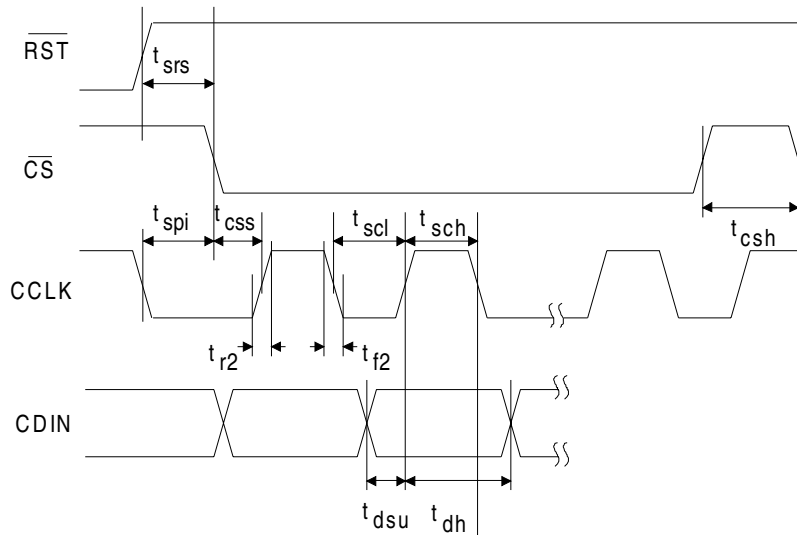 RST
t srs
CS
t spi
t css
t scl
t sch
t csh
CCLK
t r2
t f2
CDIN
t dsu
t dh